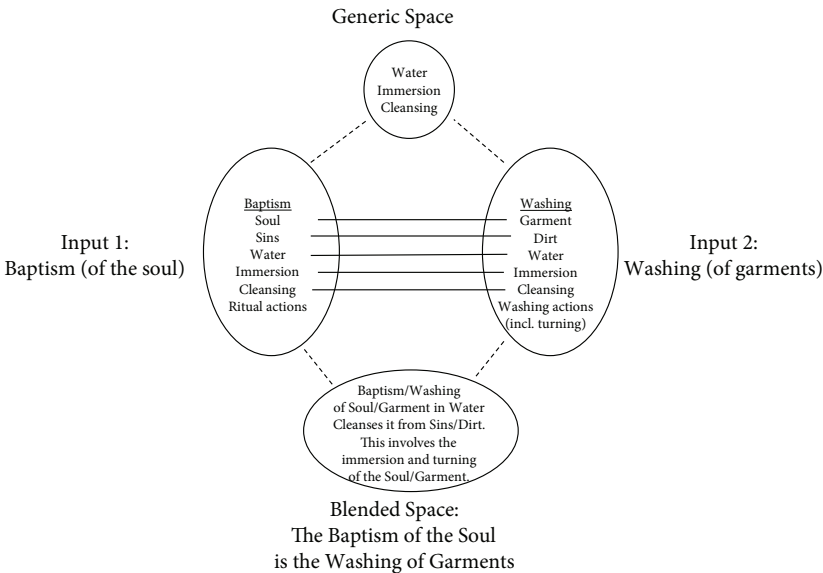 Generic Space
Water
Immersion
Cleansing
Input 1:
Baptism (of the soul)
Baptism
Soul
Sins
Water
Immersion
Cleansing
Ritual actions
Washing
Garment
Dirt
Water
Immersion
Cleansing
Washing actions
(incl. turning)
Input 2:
Washing (of garments)
Baptism/Washing
of Soul/Garment in Water
Cleanses it from Sins/Dirt.
This involves the
immersion and turning
of the Soul/Garment.
Blended Space:
The Baptism of the Soul
is the Washing of Garments